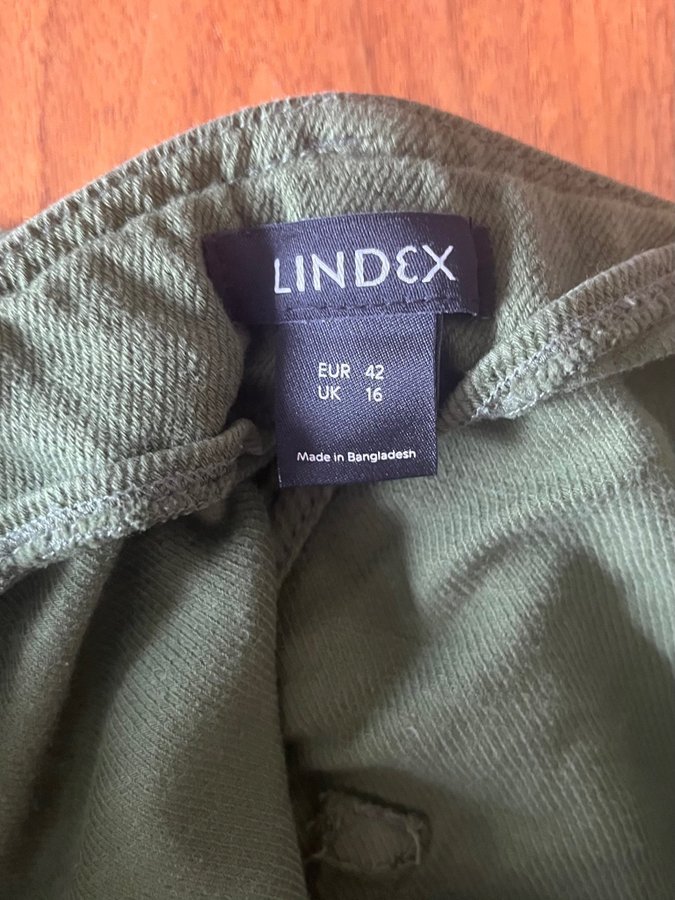 LINDEX
EUR 42
UK 16
Made in Bangladesh